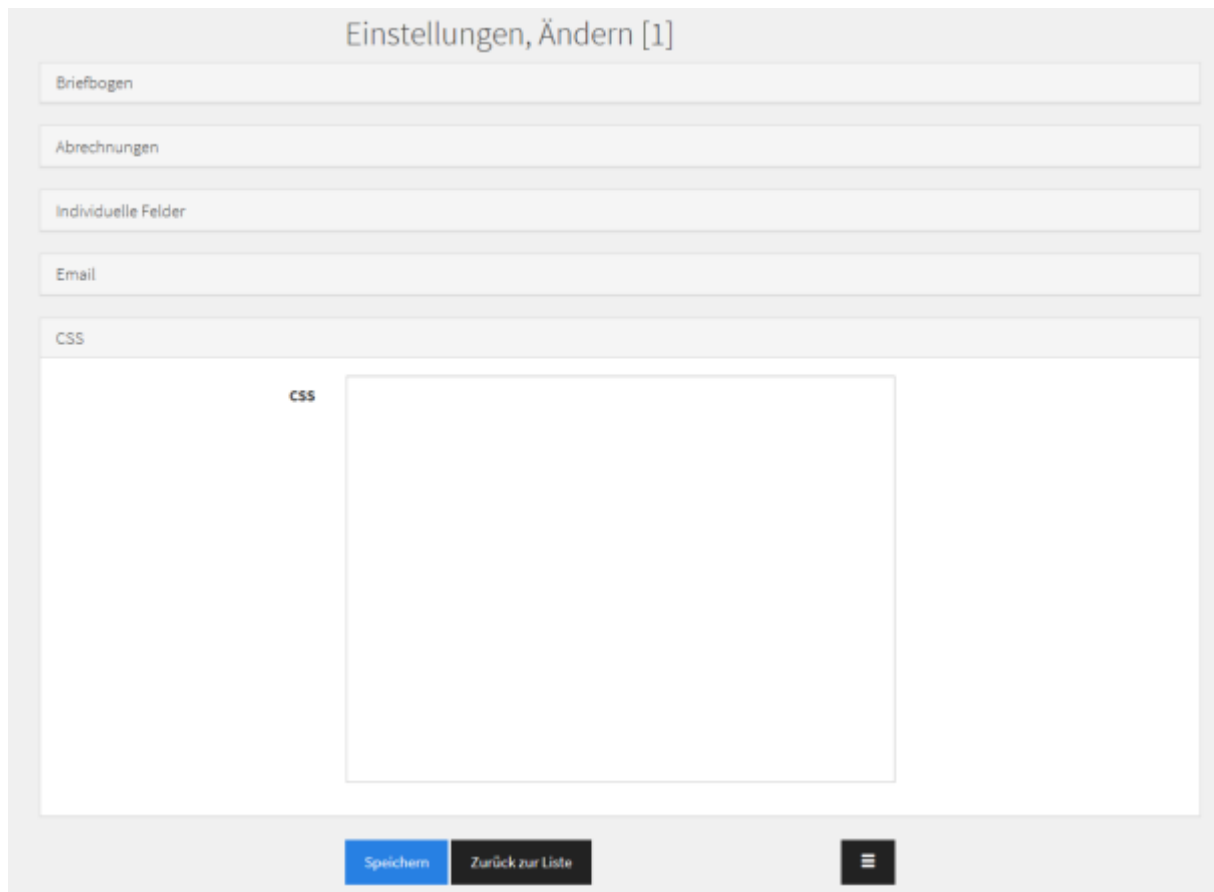 Einstellungen, Ändern [1]
Briefbogen
Abrechnungen
Individuelle Felder
Email
CSS
css
Speichern
Zurück zur Liste